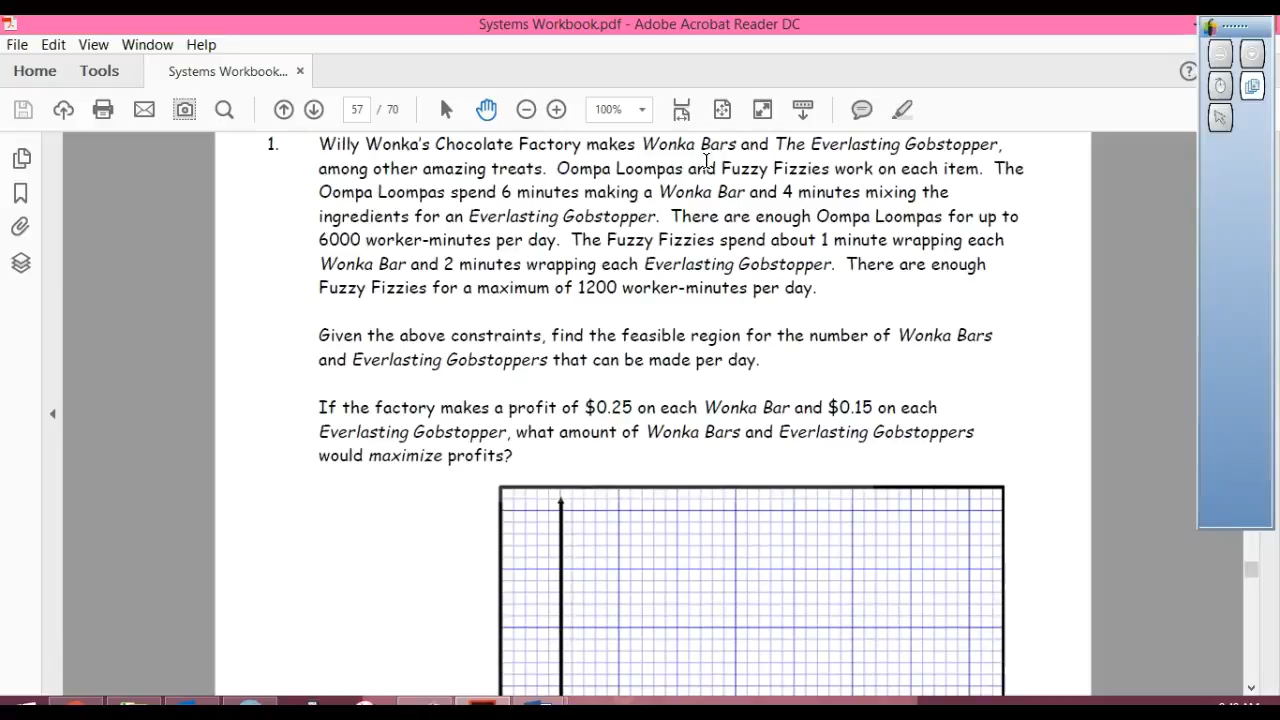 Systems Workbook.pdf - Adobe Acrobat Reader DC
File Edit View Window Help
Home Tools Systems Workbook... ×
57 / 70 100%
1. Willy Wonka's Chocolate Factory makes Wonka Bars and The Everlasting Gobstopper,
among other amazing treats. Oompa Loompas and Fuzzy Fizzies work on each item. The
Oompa Loompas spend 6 minutes making a Wonka Bar and 4 minutes mixing the
ingredients for an Everlasting Gobstopper. There are enough Oompa Loompas for up to
6000 worker-minutes per day. The Fuzzy Fizzies spend about 1 minute wrapping each
Wonka Bar and 2 minutes wrapping each Everlasting Gobstopper. There are enough
Fuzzy Fizzies for a maximum of 1200 worker-minutes per day.
Given the above constraints, find the feasible region for the number of Wonka Bars
and Everlasting Gobstoppers that can be made per day.
If the factory makes a profit of $0.25 on each Wonka Bar and $0.15 on each
Everlasting Gobstopper, what amount of Wonka Bars and Everlasting Gobstoppers
would maximize profits?